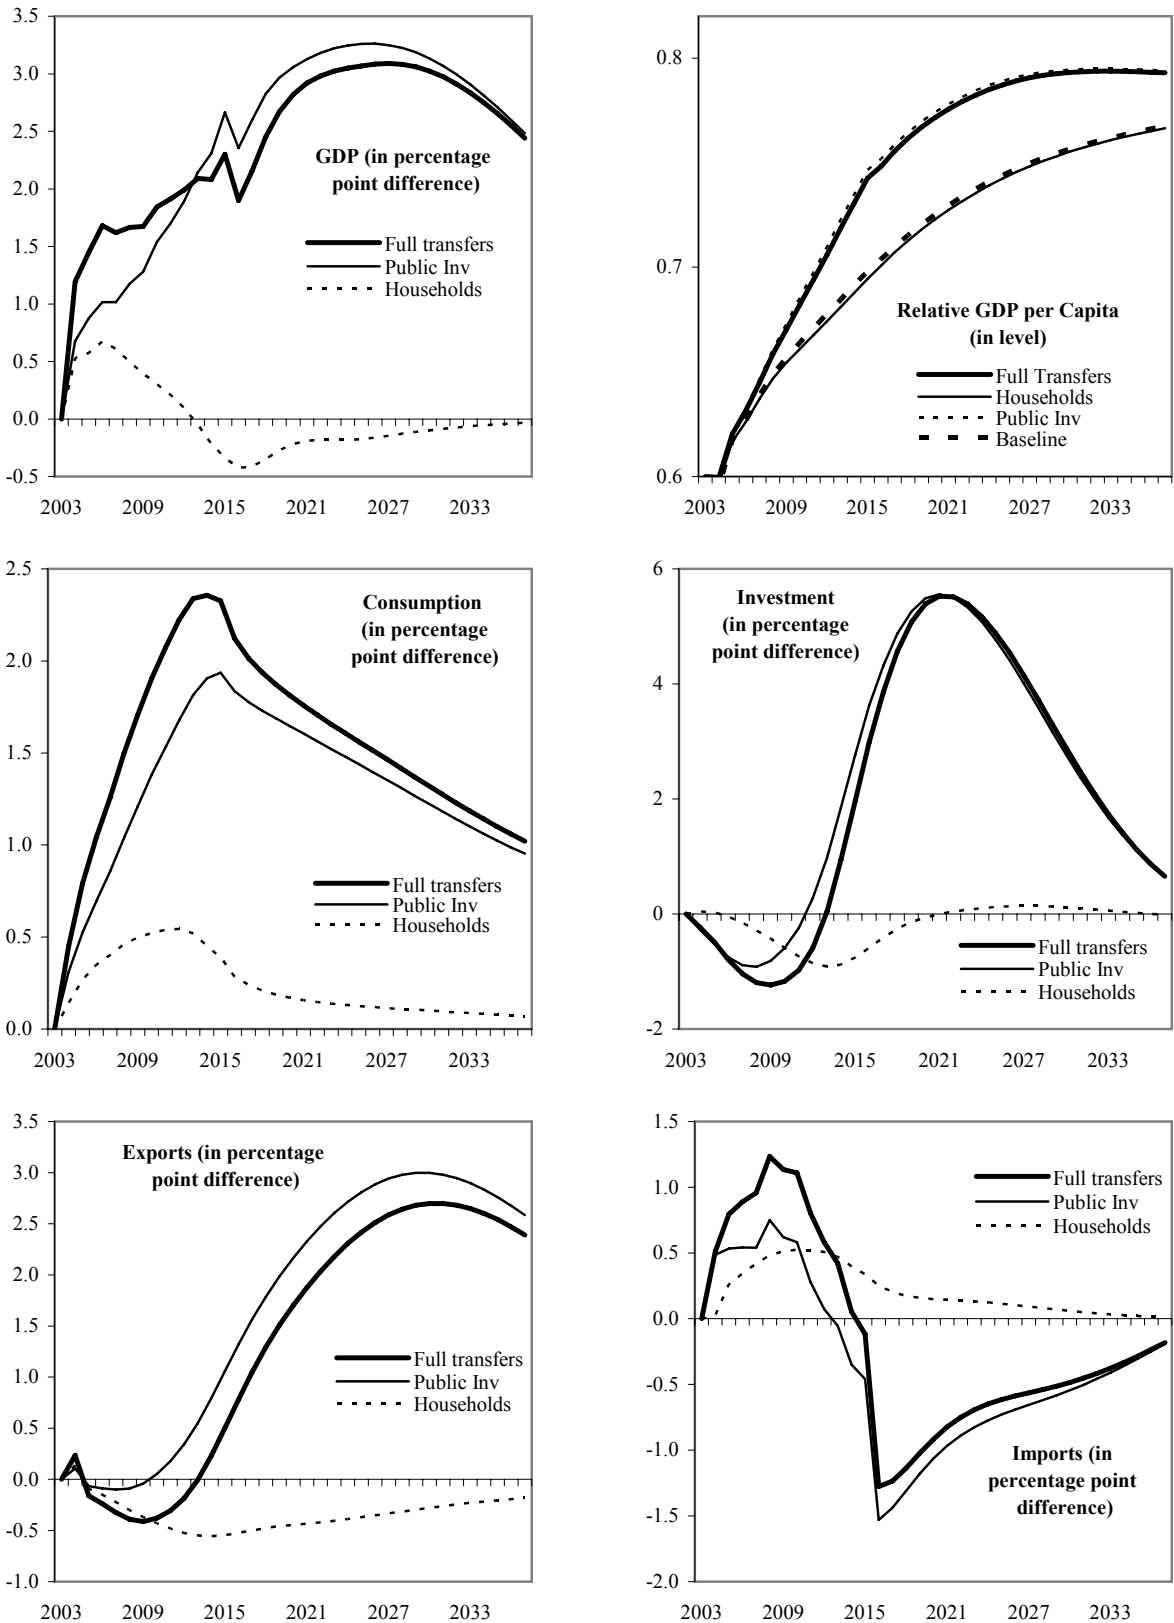 3.5
3.0
2.5
2.0
1.5
1.0
0.5
0.0
-0.5
GDP (in percentage
point difference)
Full transfers
Public Inv
Households
2003 2009 2015 2021 2027 2033
0.8
0.7
0.6
Relative GDP per Capita
(in level)
Full Transfers
Households
Public Inv
Baseline
2003 2009 2015 2021 2027 2033
2.5
2.0
1.5
1.0
0.5
0.0
Consumption
(in percentage
point difference)
Full transfers
Public Inv
Households
2003 2009 2015 2021 2027 2033
6
4
2
0
-2
Investment
(in percentage
point difference)
Full transfers
Public Inv
Households
2003 2009 2015 2021 2027 2033
3.5
3.0
2.5
2.0
1.5
1.0
0.5
0.0
-0.5
-1.0
Exports (in percentage
point difference)
Full transfers
Public Inv
Households
2003 2009 2015 2021 2027 2033
1.5
1.0
0.5
0.0
-0.5
-1.0
-1.5
-2.0
Full transfers
Public Inv
Households
Imports (in
percentage point
difference)
2003 2009 2015 2021 2027 2033